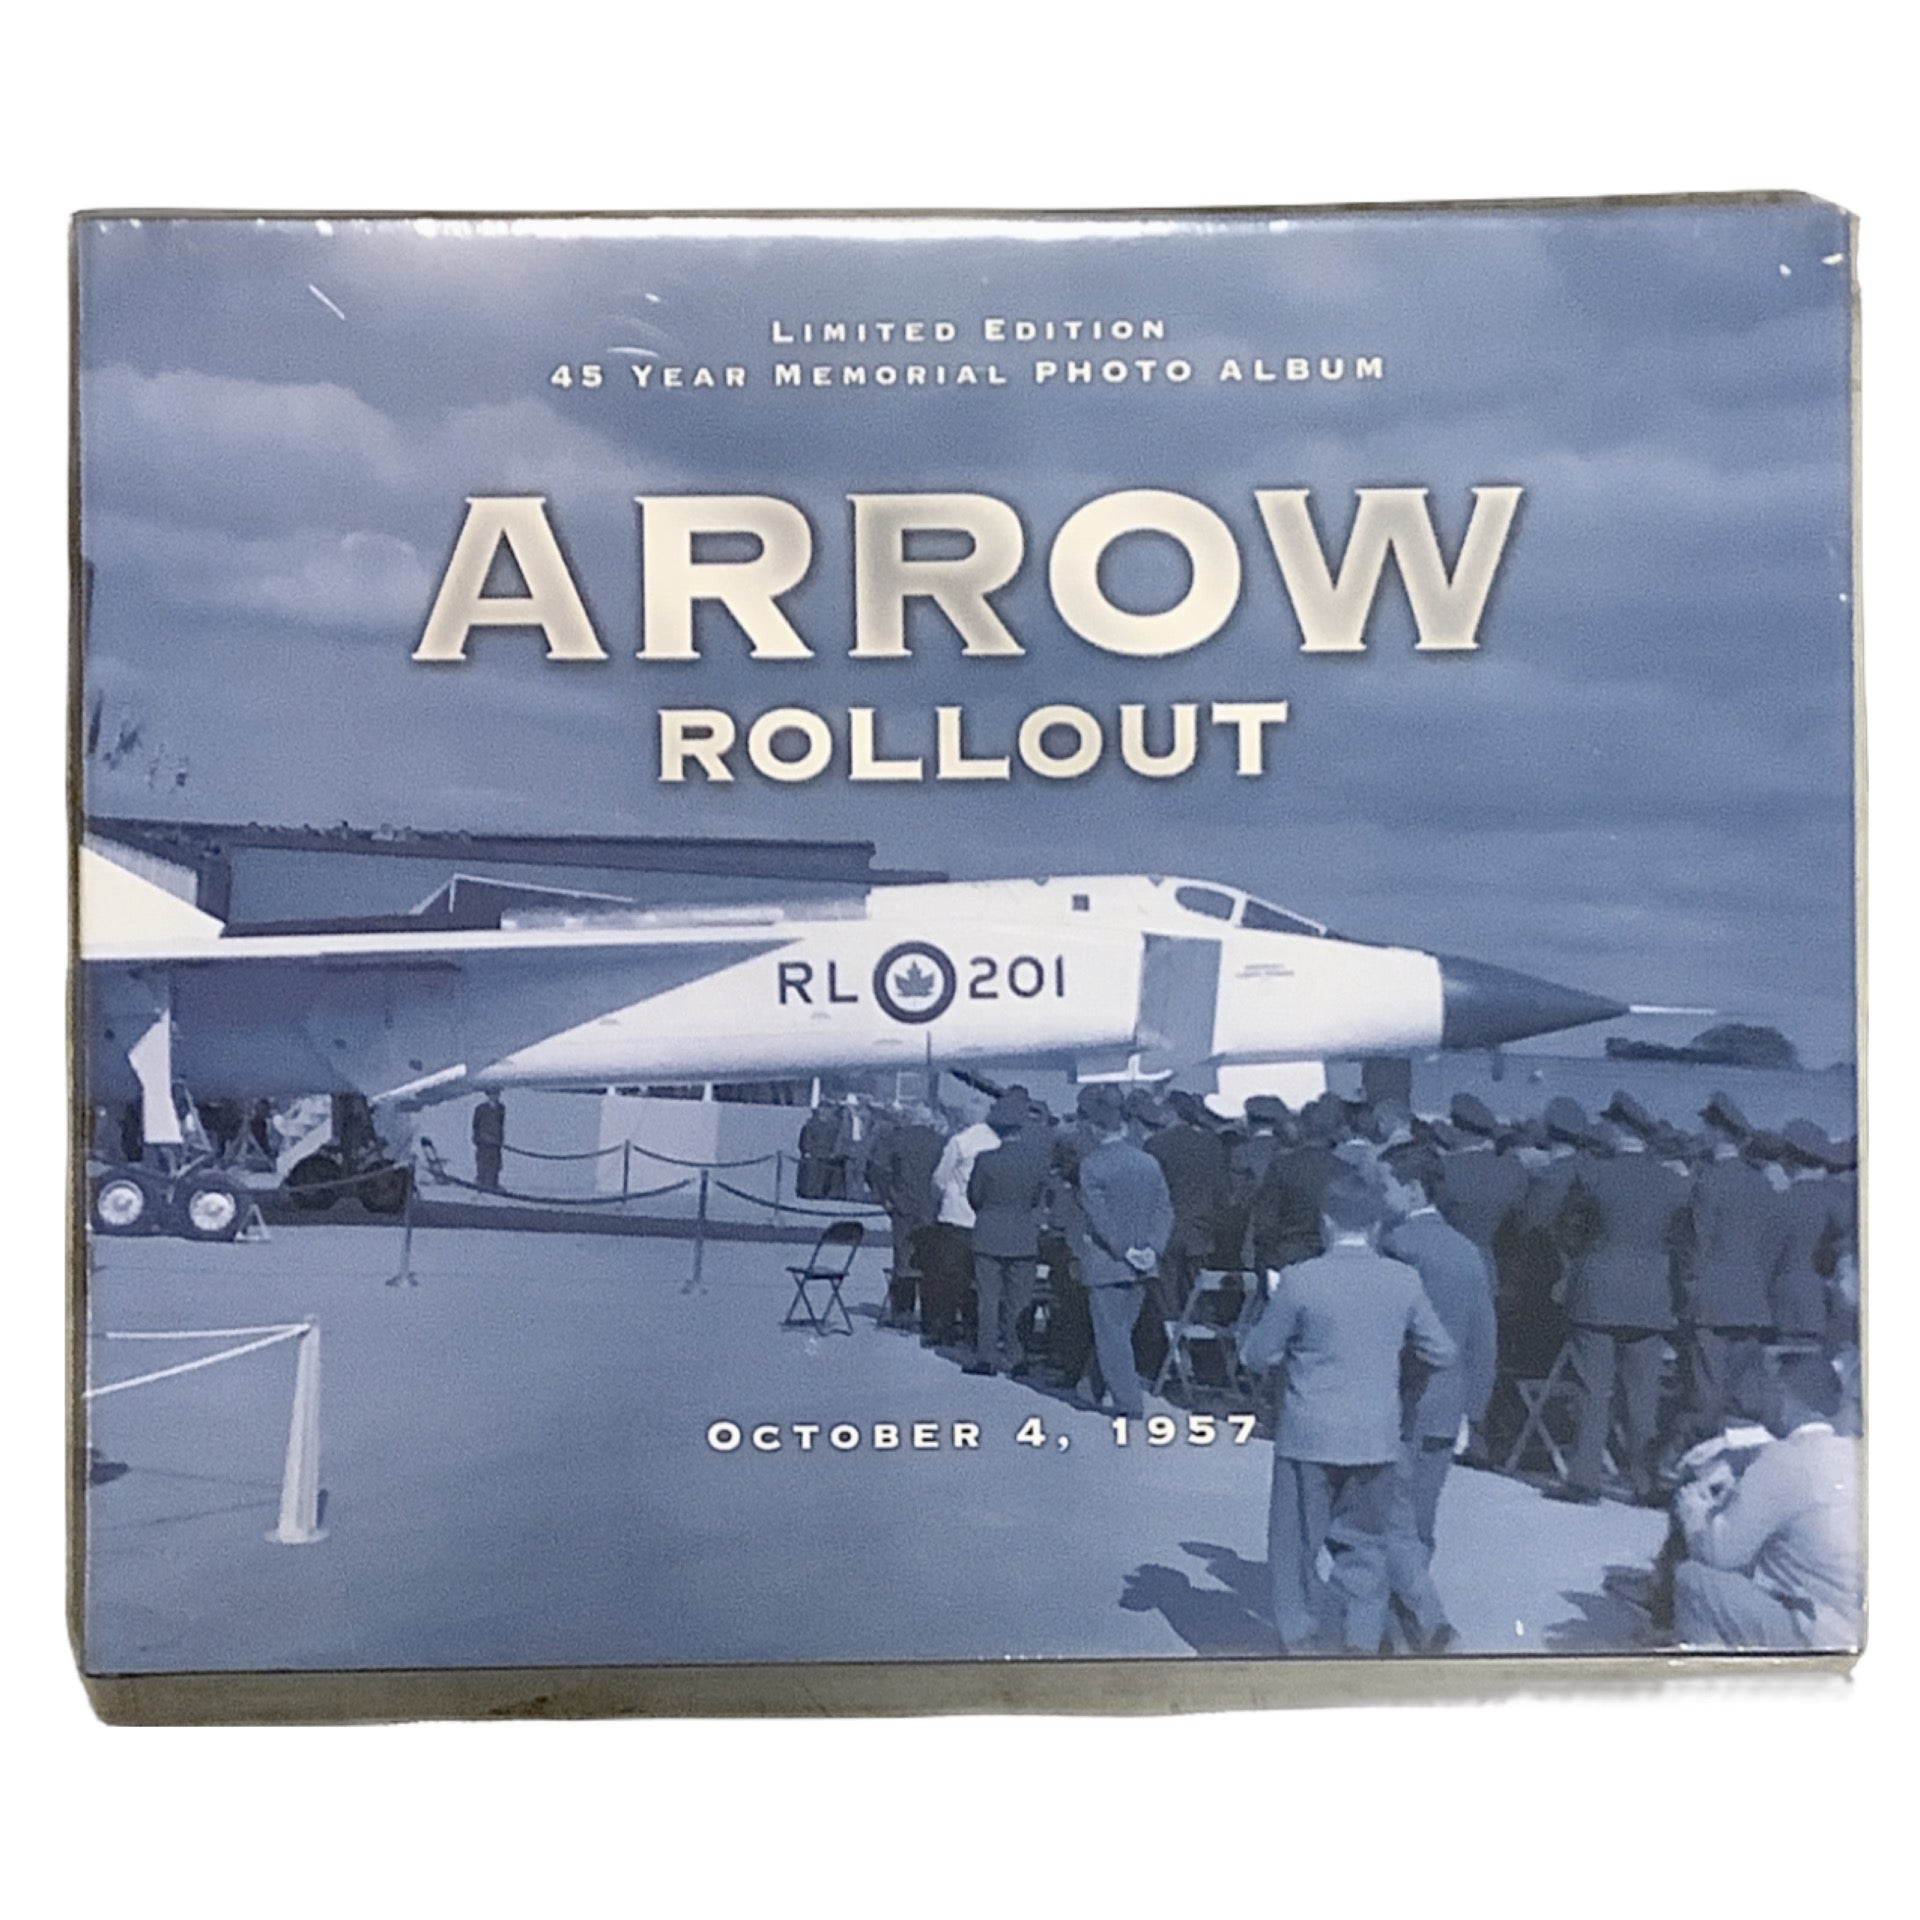 LIMITED EDITION
45 YEAR MEMORIAL PHOTO ALBUM
ARROW
ROLLOUT
RL 201
OCTOBER 4, 1957